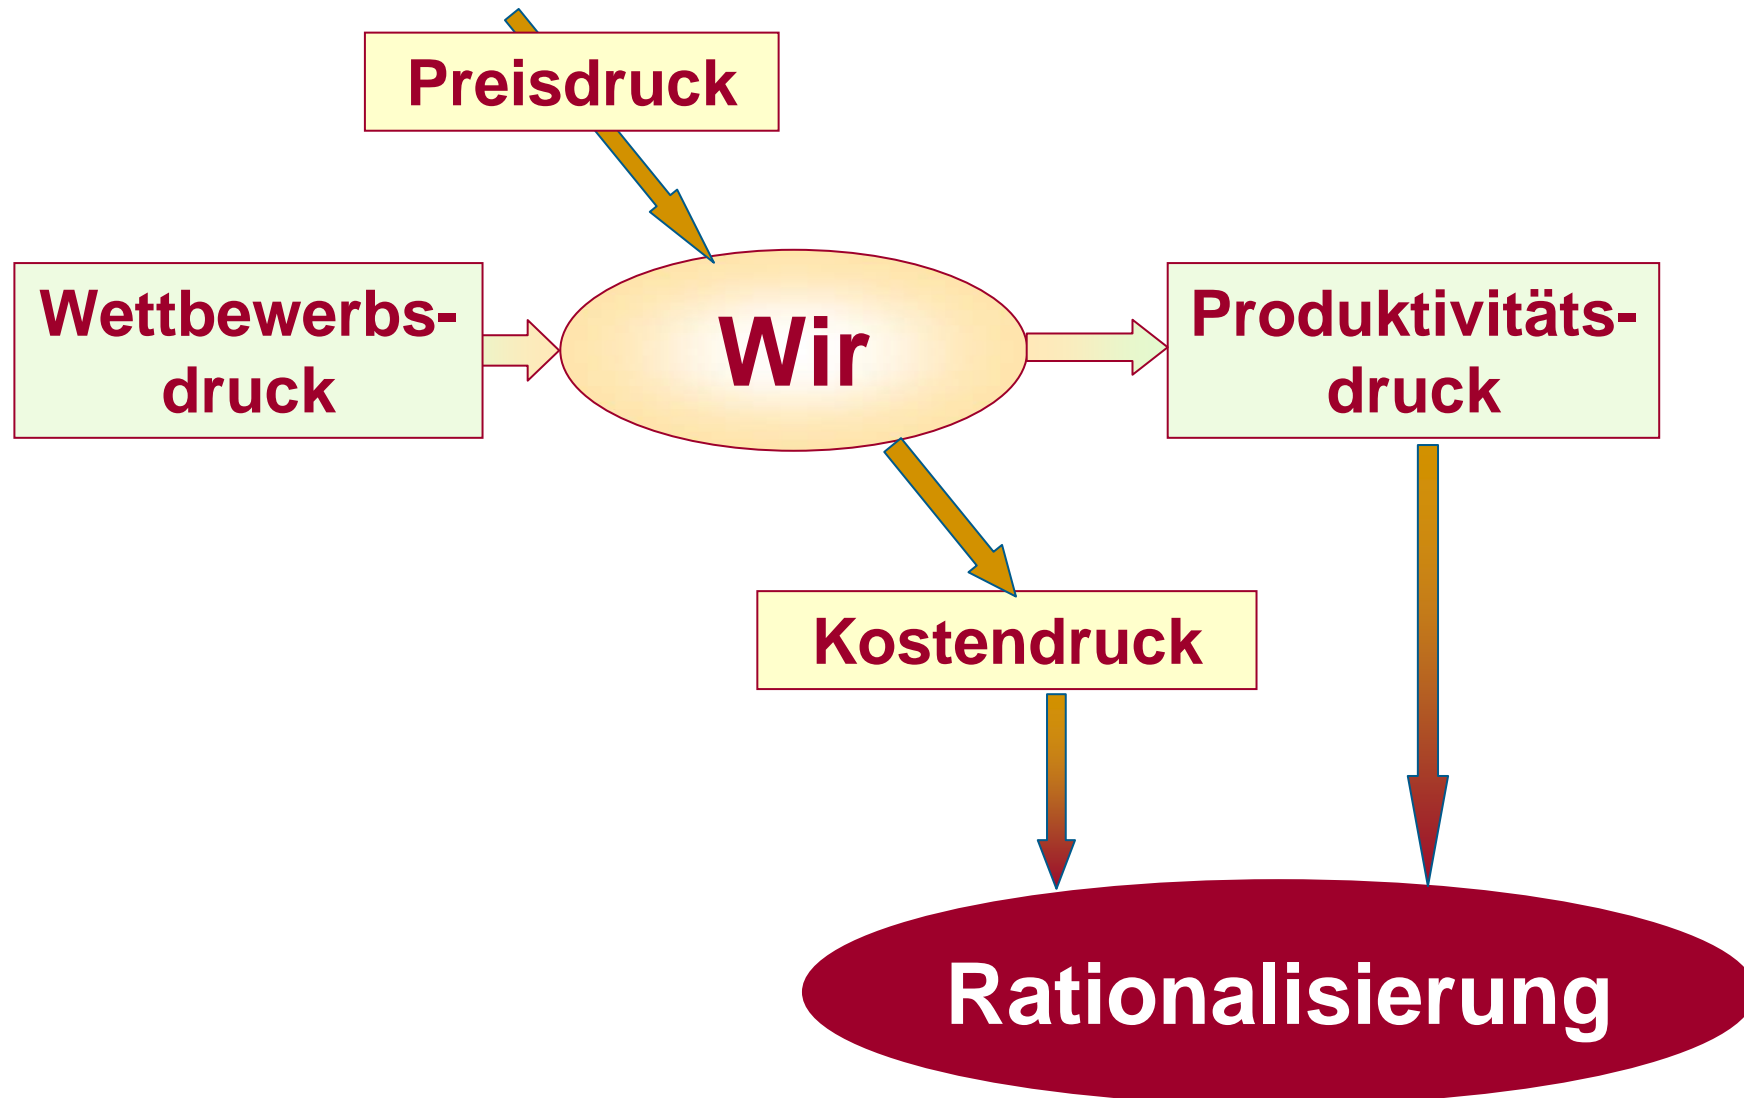 Preisdruck
Wettbewerbs-
druck
Wir
Produktivitäts-
druck
Kostendruck
Rationalisierung